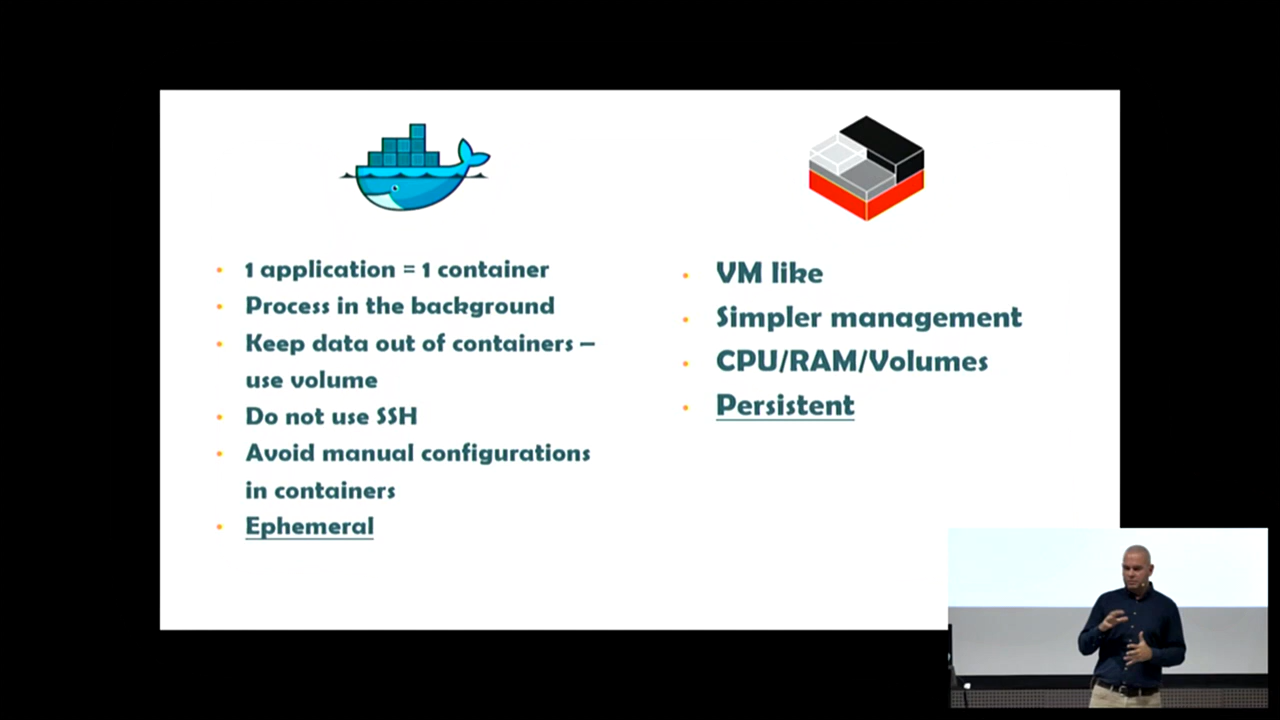 1 application = 1 container
Process in the background
Keep data out of containers –
use volume
Do not use SSH
Avoid manual configurations
in containers
Ephemeral
VM like
Simpler management
CPU/RAM/Volumes
Persistent